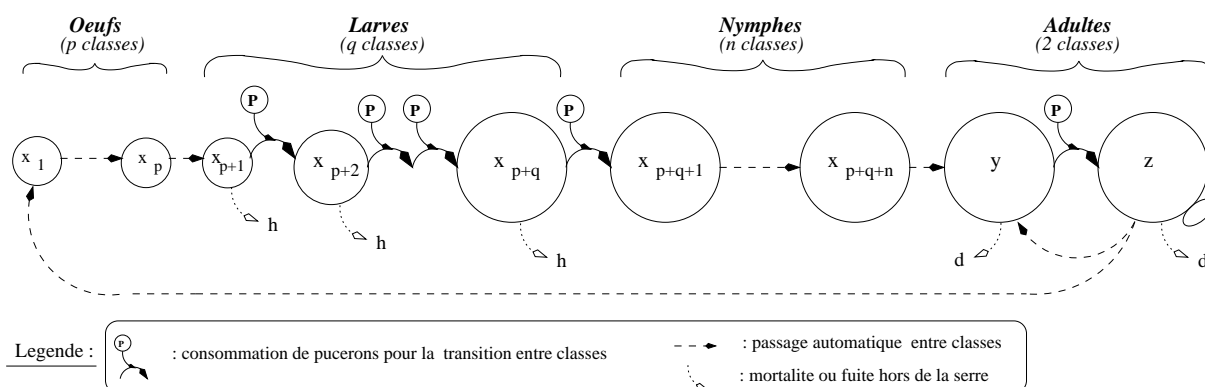 Oeufs Larves Nymphes Adultes
(p classes) (q classes) (n classes) (2 classes)
P P P P P
x 1 x p x p+1 x p+2 x p+q x p+q+1 x p+q+n y z
h h h d d
Legende :
P : consommation de pucerons pour la transition entre classes
: passage automatique entre classes
: mortalite ou fuite hors de la serre